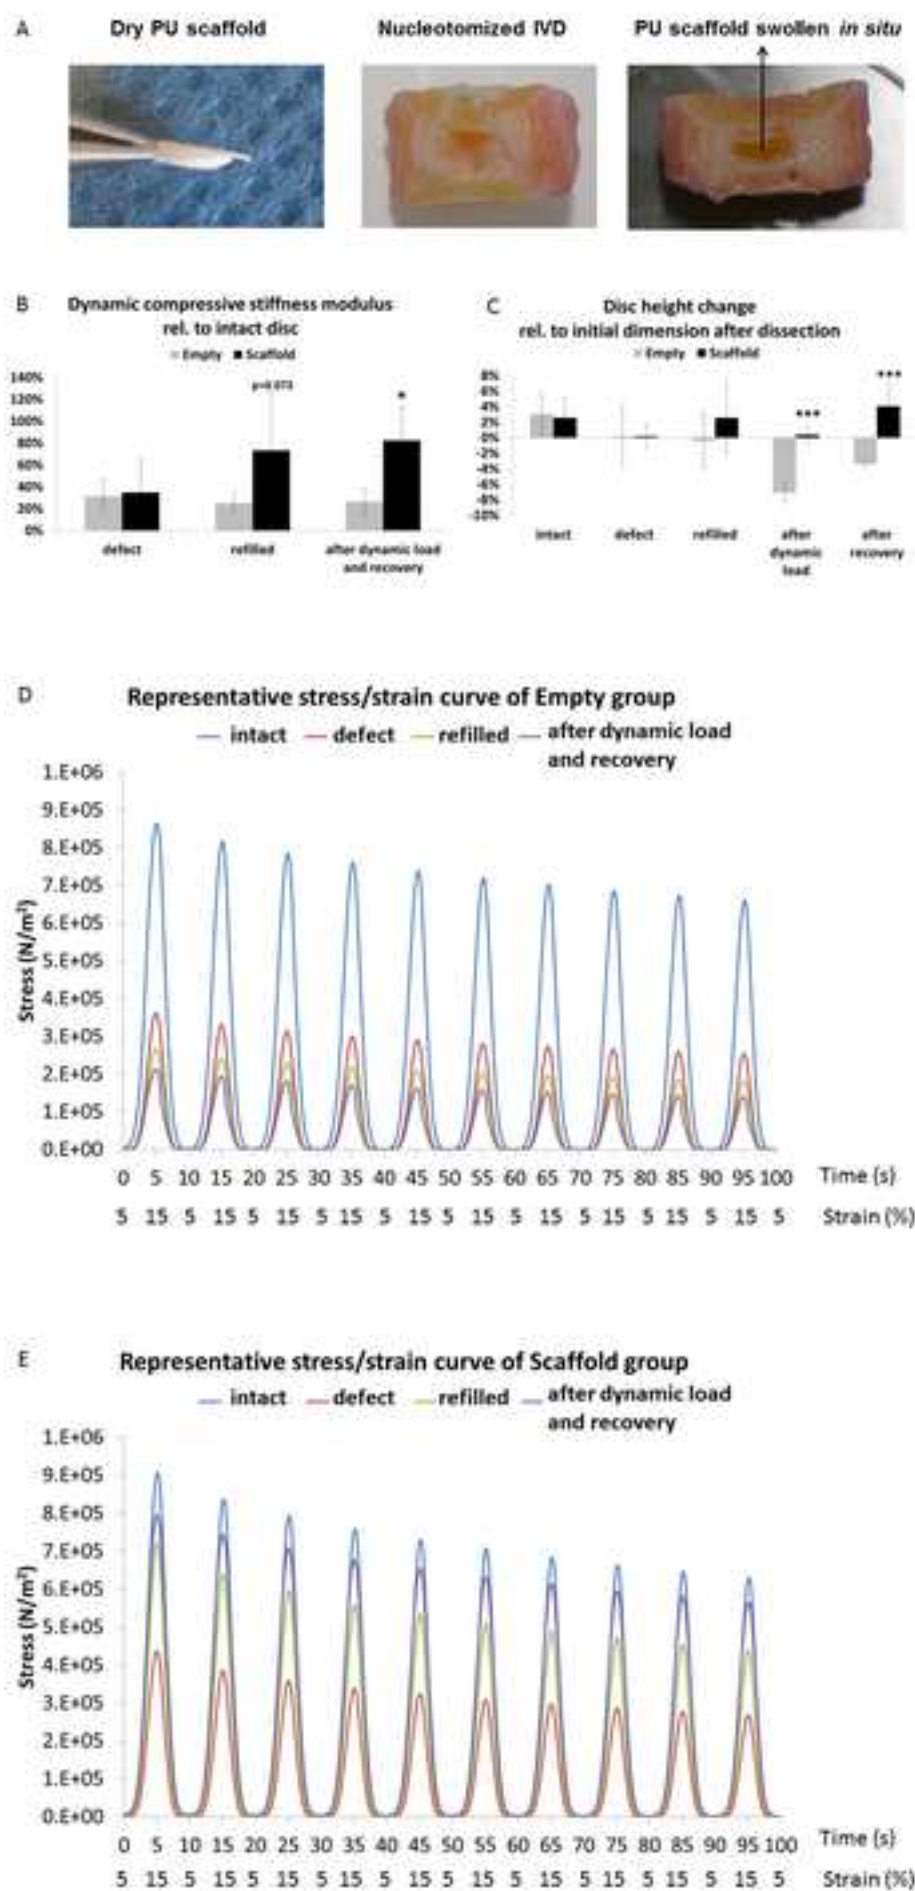 A
Dry PU scaffold
Nucleotomized IVD
PU scaffold swollen in situ
B
Dynamic compressive stiffness modulus
rel. to intact disc
Empty Scaffold
140%
120%
100%
80%
60%
40%
20%
0%
p=0.073
*
defect
refilled
after dynamic load
and recovery
C
Disc height change
rel. to initial dimension after dissection
Empty Scaffold
8%
6%
4%
2%
0%
-2%
-4%
-6%
-8%
-10%
***
***
intact
defect
refilled
after
dynamic
load
after
recovery
D
Representative stress/strain curve of Empty group
intact defect refilled after dynamic load
and recovery
Stress (N/m²)
1.E+06
9.E+05
8.E+05
7.E+05
6.E+05
5.E+05
4.E+05
3.E+05
2.E+05
1.E+05
0.E+00
0 5 15 20 25 30 35 40 45 50 55 60 65 70 75 80 85 90 95 100 Time (s)
5 15 5 15 5 15 5 15 5 15 5 15 5 15 5 15 5 15 5 15 5 Strain (%)
E
Representative stress/strain curve of Scaffold group
intact defect refilled after dynamic load
and recovery
Stress (N/m²)
1.E+06
9.E+05
8.E+05
7.E+05
6.E+05
5.E+05
4.E+05
3.E+05
2.E+05
1.E+05
0.E+00
0 5 10 15 20 25 30 35 40 45 50 55 60 65 70 75 80 85 90 95 100 Time (s)
5 15 5 15 5 15 5 15 5 15 5 15 5 15 5 15 5 15 5 15 5 Strain (%)